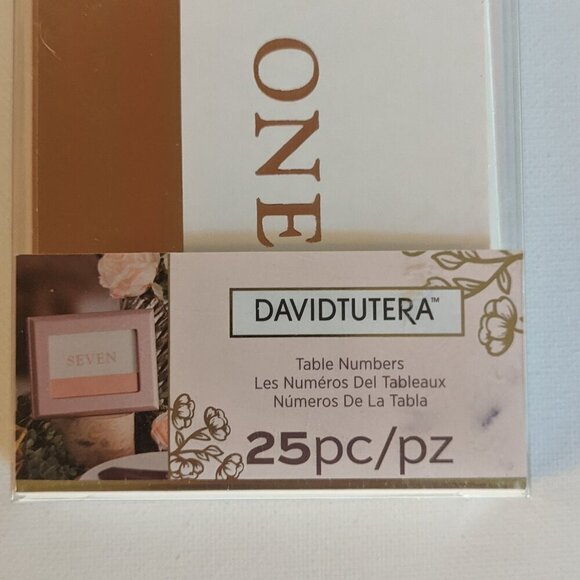 ONE
SEVEN
DAVIDTUTERA™
Table Numbers
Les Numéros Del Tableaux
Números De La Tabla
25pc/pz